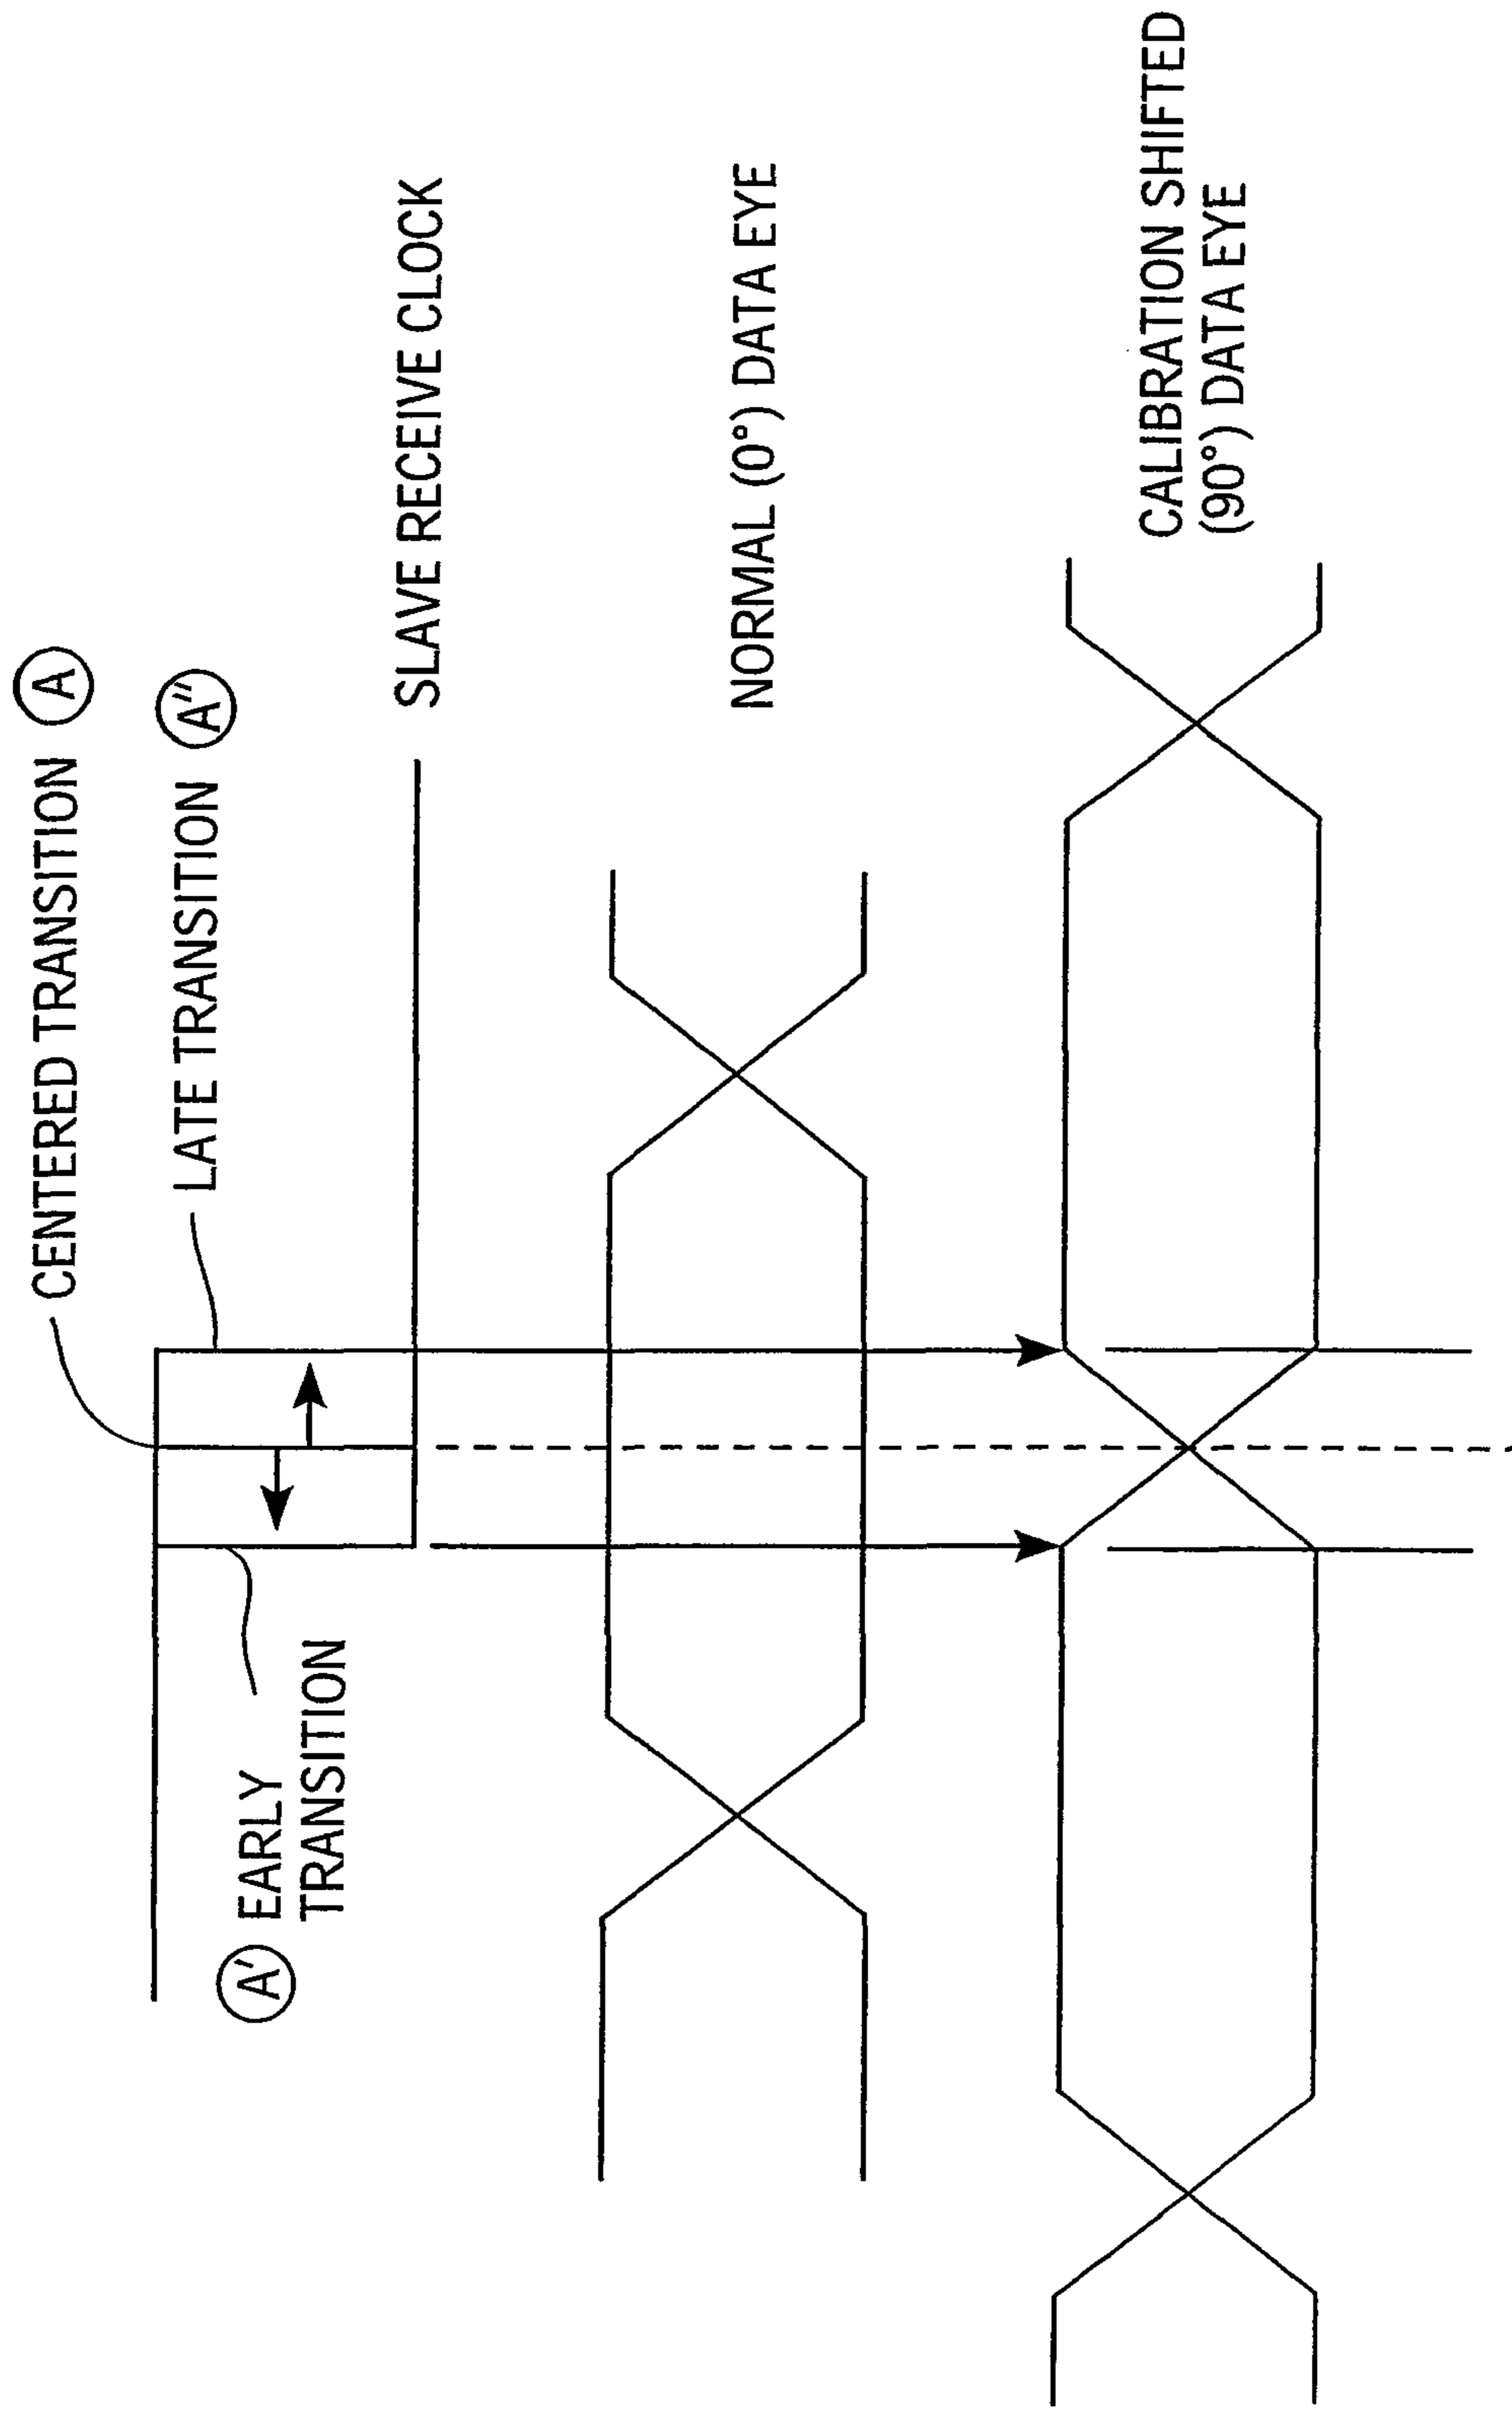 CENTERED TRANSITION A
LATE TRANSITION A"
A' EARLY
TRANSITION
SLAVE RECEIVE CLOCK
NORMAL (0°) DATA EYE
CALIBRATION SHIFTED
(90°) DATA EYE